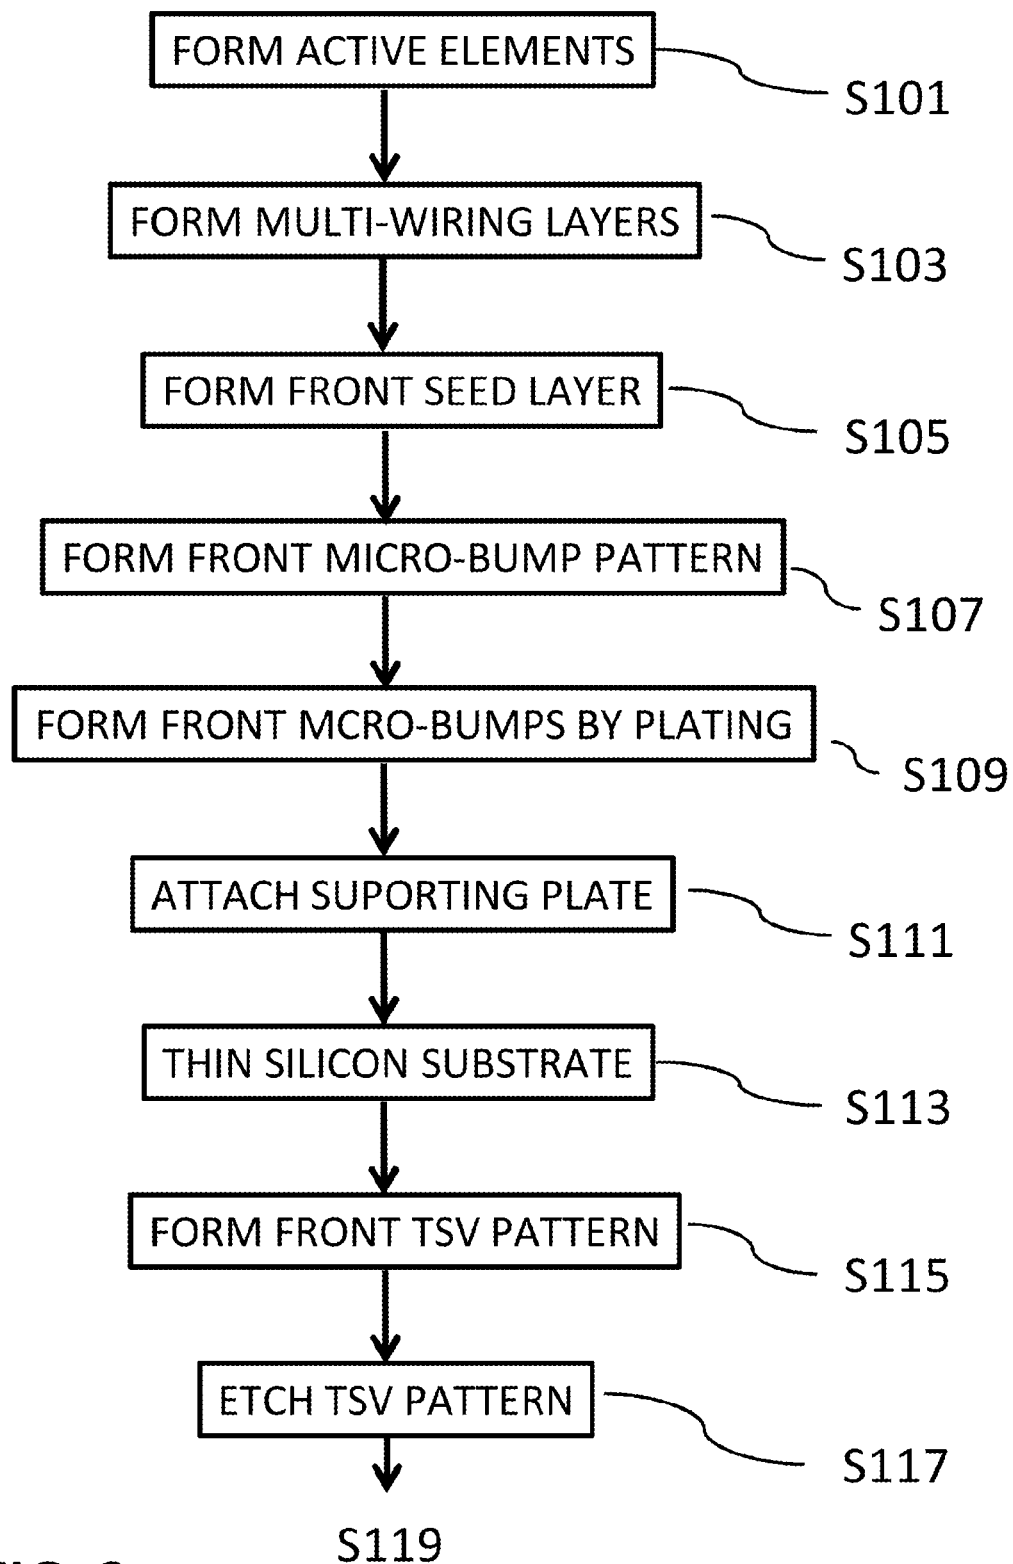 FORM ACTIVE ELEMENTS
S101
FORM MULTI-WIRING LAYERS
S103
FORM FRONT SEED LAYER
S105
FORM FRONT MICRO-BUMP PATTERN
S107
FORM FRONT MCRO-BUMPS BY PLATING
S109
ATTACH SUPORTING PLATE
S111
THIN SILICON SUBSTRATE
S113
FORM FRONT TSV PATTERN
S115
ETCH TSV PATTERN
S117
S119